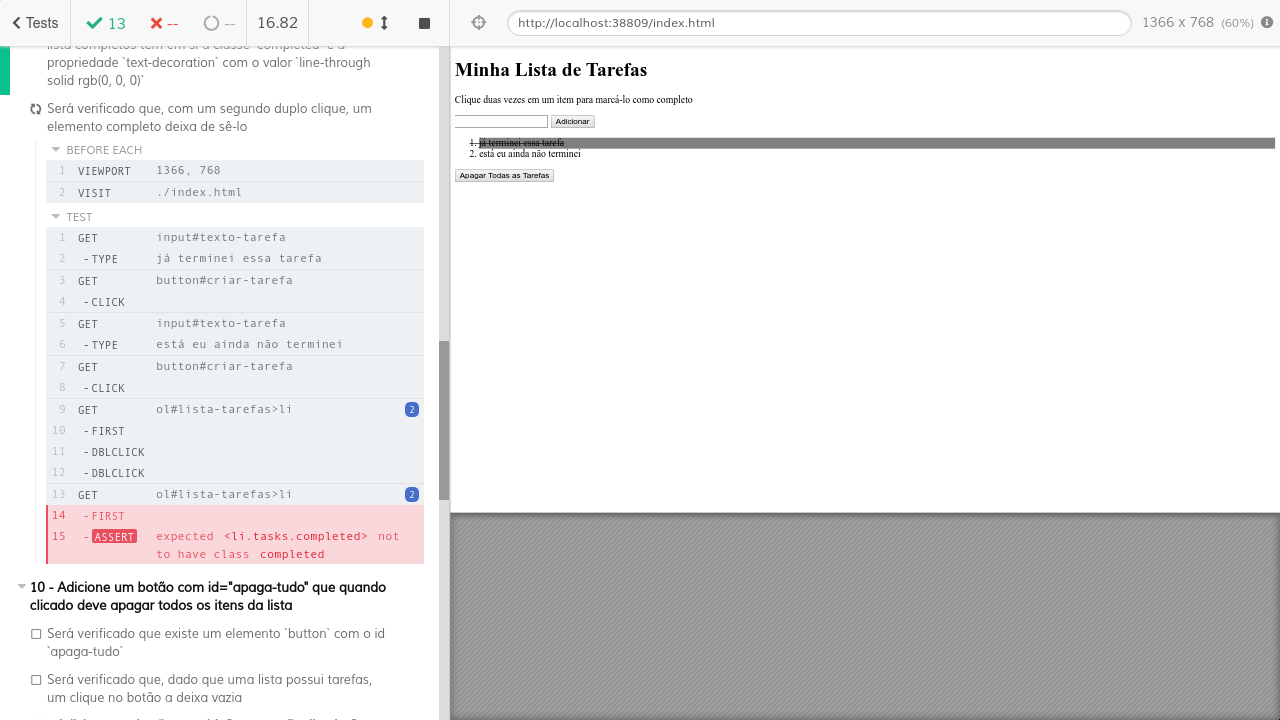 Tests
13
--
--
16.82
http://localhost:38809/index.html
1366 x 768 (60%)
lista completos tem em si a classe `completed` e a
propriedade `text-decoration` com o valor `line-through
solid rgb(0, 0, 0)`
Será verificado que, com um segundo duplo clique, um
elemento completo deixa de sê-lo
BEFORE EACH
1 VIEWPORT 1366, 768
2 VISIT ./index.html
TEST
1 GET input#texto-tarefa
2 -TYPE já terminei essa tarefa
3 GET button#criar-tarefa
4 -CLICK
5 GET input#texto-tarefa
6 -TYPE está eu ainda não terminei
7 GET button#criar-tarefa
8 -CLICK
9 GET ol#lista-tarefas>li 2
10 -FIRST
11 -DBLCLICK
12 -DBLCLICK
13 GET ol#lista-tarefas>li 2
14 -FIRST
15 -ASSERT expected <li.tasks.completed> not
to have class completed
10 - Adicione um botão com id="apaga-tudo" que quando
clicado deve apagar todos os itens da lista
Será verificado que existe um elemento `button` com o id
`apaga-tudo`
Será verificado que, dado que uma lista possui tarefas,
um clique no botão a deixa vazia
Minha Lista de Tarefas
Clique duas vezes em um item para marcá-lo como completo
Adicionar
1. já terminei essa tarefa
2. está eu ainda não terminei
Apagar Todas as Tarefas